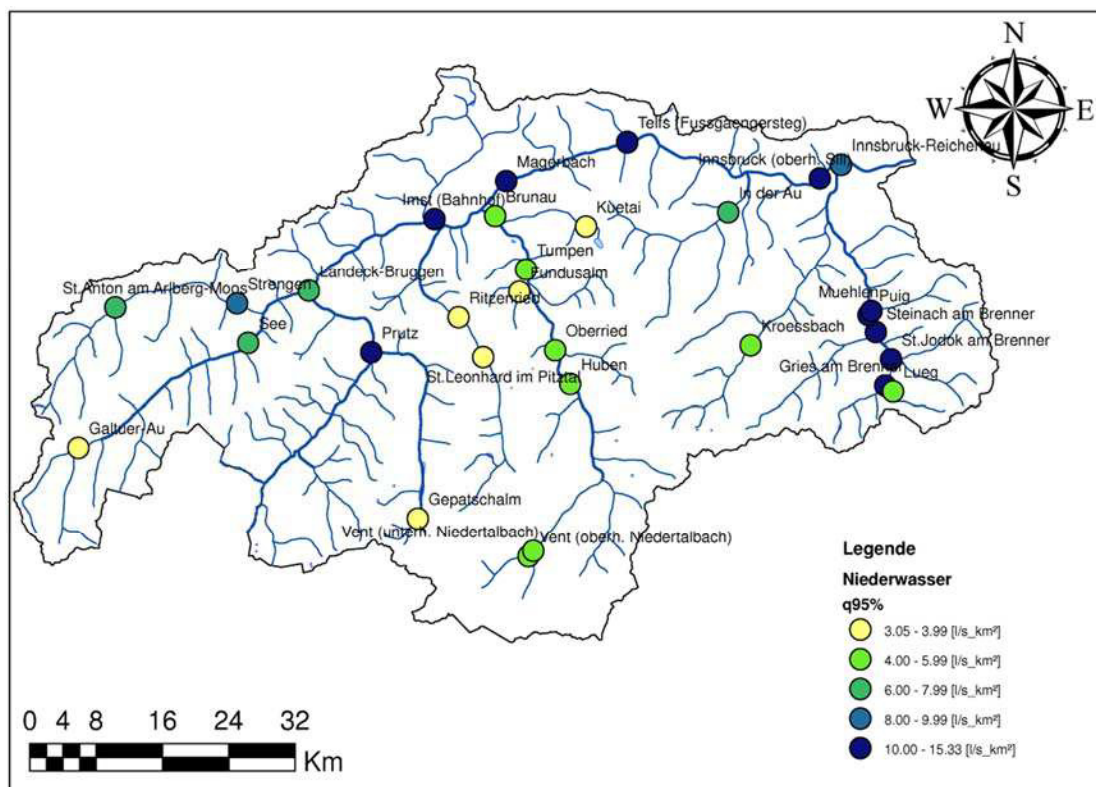 N
W E
S
Telfs (Fussgaengersteg)
Innsbruck-Reichenau
Innsbruck (oberh. Sill)
Magerbach
In der Au
Brunau
Imst (Bahnhof)
Kuetai
Tumpen
Fundusalm
Landeck-Bruggen
Strengen
St.Anton am Arlberg-Moos
Ritzenried
Muehlen
Puig
Steinach am Brenner
See
Prutz
Oberried
Kroessbach
St.Jodok am Brenner
Huben
Gries am Brenner
Lueg
St.Leonhard im Pitztal
Galtuer-Au
Gepatschalm
Vent (unterh. Niedertalbach)
Vent (oberh. Niedertalbach)
Legende
Niederwasser
q95%
3.05 - 3.99 [l/s_km²]
4.00 - 5.99 [l/s_km²]
6.00 - 7.99 [l/s_km²]
8.00 - 9.99 [l/s_km²]
10.00 - 15.33 [l/s_km²]
0 4 8 16 24 32
Km